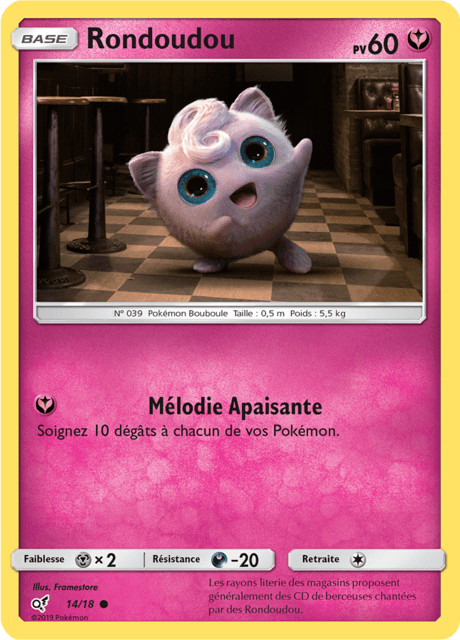 BASE Rondoudou PV60
N° 039 Pokémon Bouboule Taille : 0,5 m Poids : 5,5 kg
Mélodie Apaisante
Soignez 10 dégâts à chacun de vos Pokémon.
Faiblesse ×2 Résistance -20 Retraite
Illus. Framestore
14/18
©2019 Pokémon
Les rayons literie des magasins proposent
généralement des CD de berceuses chantées
par des Rondoudou.